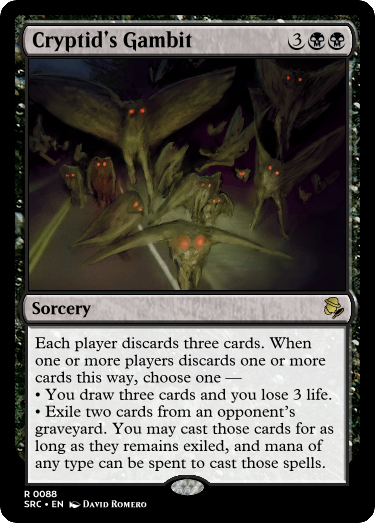 Cryptid's Gambit 3
Sorcery
Each player discards three cards. When
one or more players discards one or more
cards this way, choose one —
• You draw three cards and you lose 3 life.
• Exile two cards from an opponent's
graveyard. You may cast those cards for as
long as they remains exiled, and mana of
any type can be spent to cast those spells.
R 0088
SRC • EN David Romero